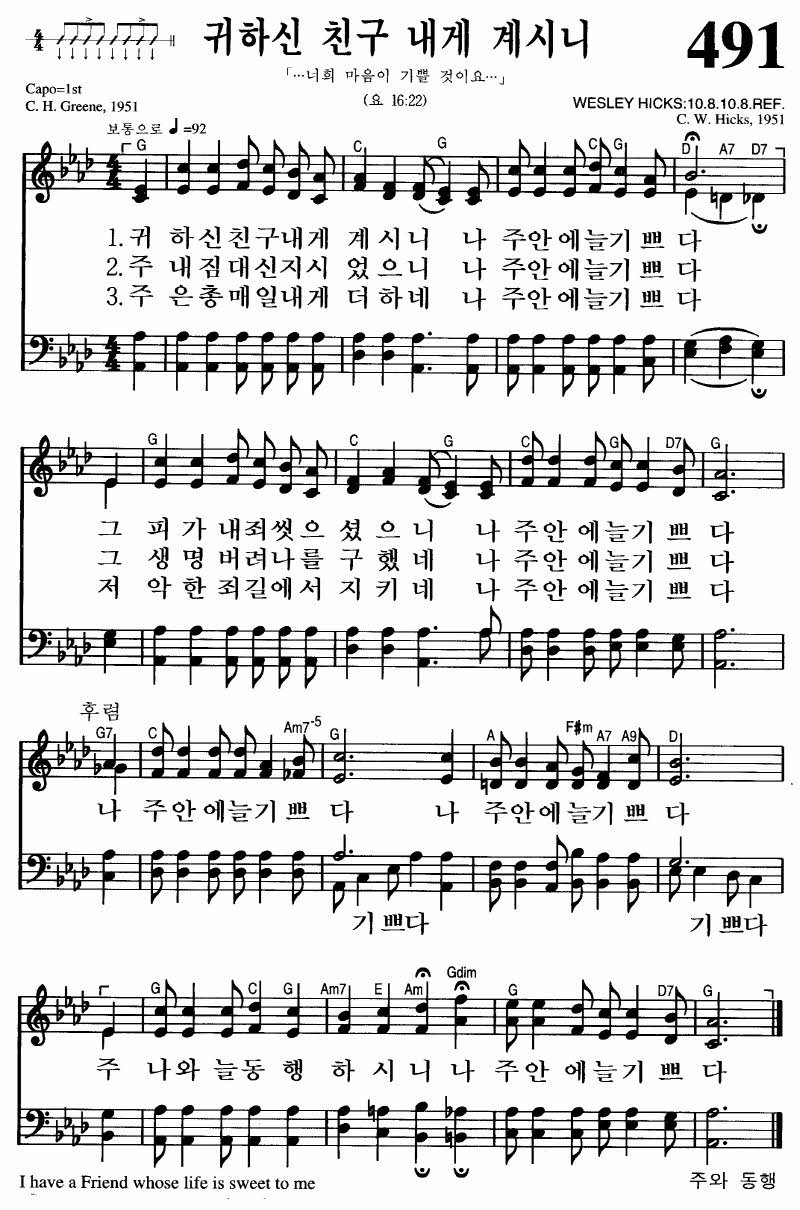 귀하신 친구 내게 계시니 491
「…너희 마음이 기쁠 것이요…」
(요 16:22)
Capo=1st
C. H. Greene, 1951
WESLEY HICKS:10.8.10.8.REF.
C. W. Hicks, 1951
보통으로 ♩=92
G C G C G D A7 D7
1. 귀 하신친구내게 계시니 나 주안에늘기쁘다
2. 주 내짐대신지시 었으니 나 주안에늘기쁘다
3. 주 은총매일내게 더하네 나 주안에늘기쁘다
G C G C G D7 G
그 피가 내죄씻으 셨으니 나 주안에늘기쁘다
그 생명버려나를 구했네 나 주안에늘기쁘다
저 악한죄길에서 지키네 나 주안에늘기쁘다
후렴
G7 C Am7-5 G A F#m A7 A9 D
나 주안에늘기쁘다 나 주안에늘기쁘다
기쁘다 기쁘다
G C G Am7 E Am Gdim G D7 G
주 나와 늘동행 하시니나 주안에늘기쁘다
I have a Friend whose life is sweet to me
주와 동행